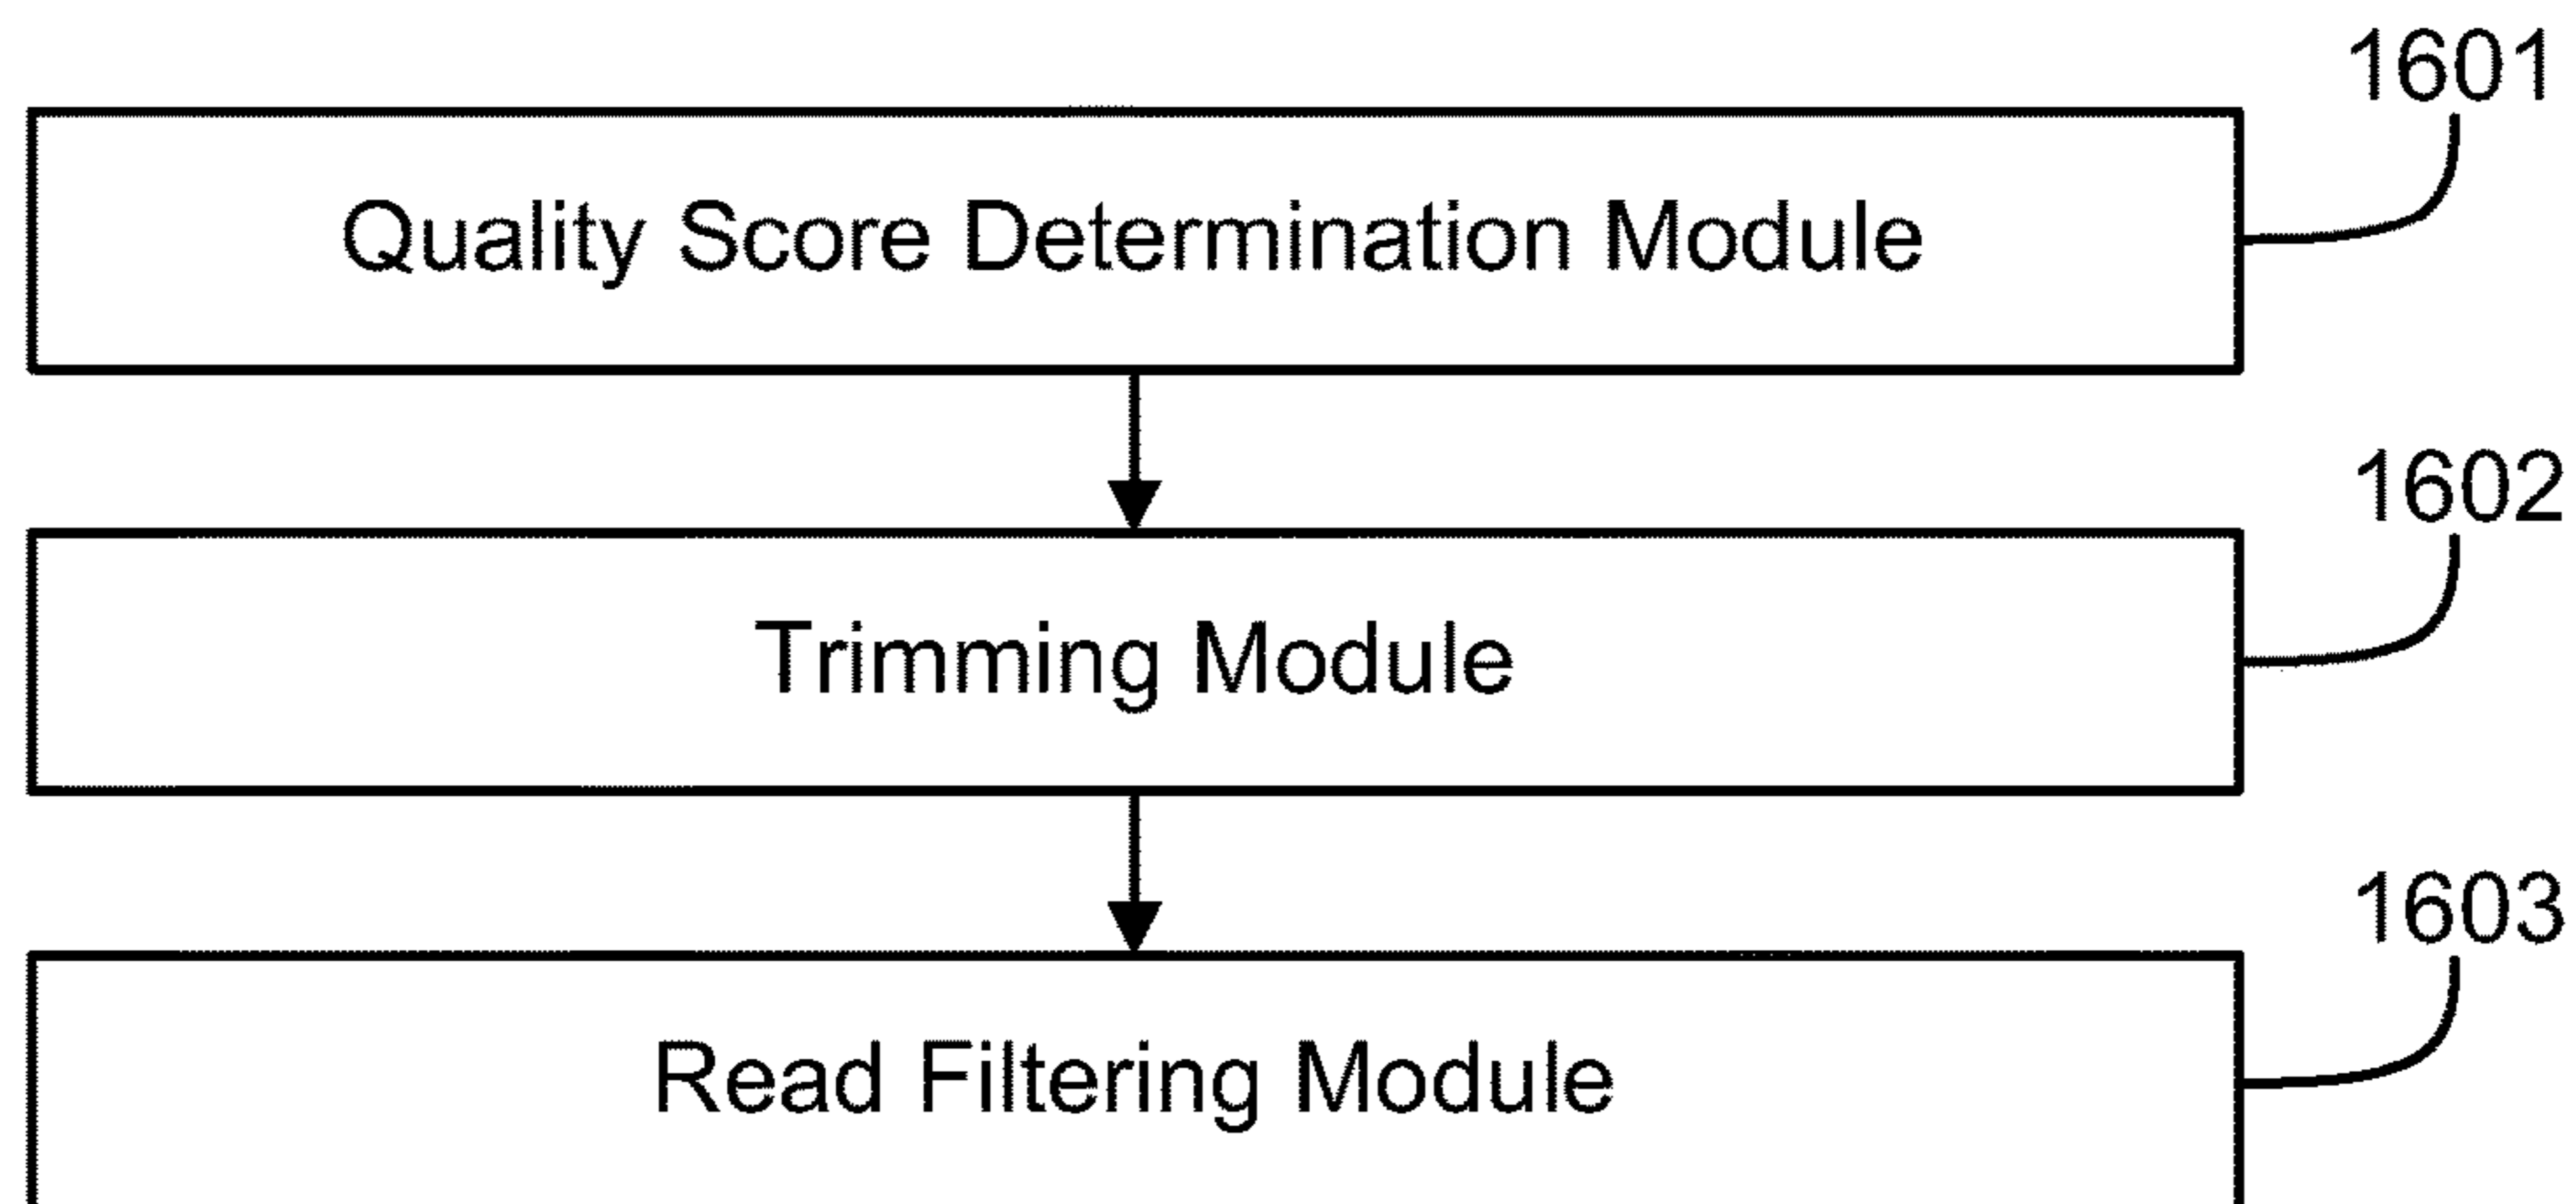 1601
Quality Score Determination Module
1602
Trimming Module
1603
Read Filtering Module